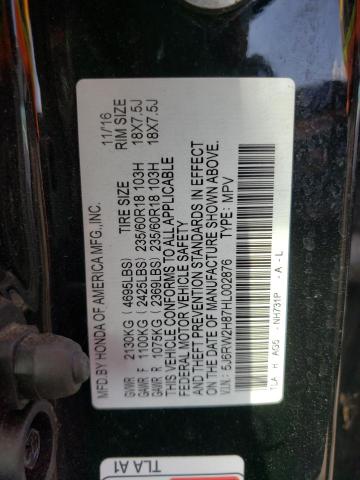 MFD. BY HONDA OF AMERICA MFG., INC. 11/16
TIRE SIZE RIM SIZE
GVWR 2130KG ( 4695LBS)
GAWR F 1100KG ( 2425LBS) 235/60R18 103H 18X7.5J
GAWR R 1075KG ( 2369LBS) 235/60R18 103H 18X7.5J
THIS VEHICLE CONFORMS TO ALL APPLICABLE
FEDERAL MOTOR VEHICLE SAFETY
AND THEFT PREVENTION STANDARDS IN EFFECT
ON THE DATE OF MANUFACTURE SHOWN ABOVE.
V.I.N.: 5J6RW2H87HL002876 TYPE: MPV
TLA H AGS NH731P - A - L
TLA A1